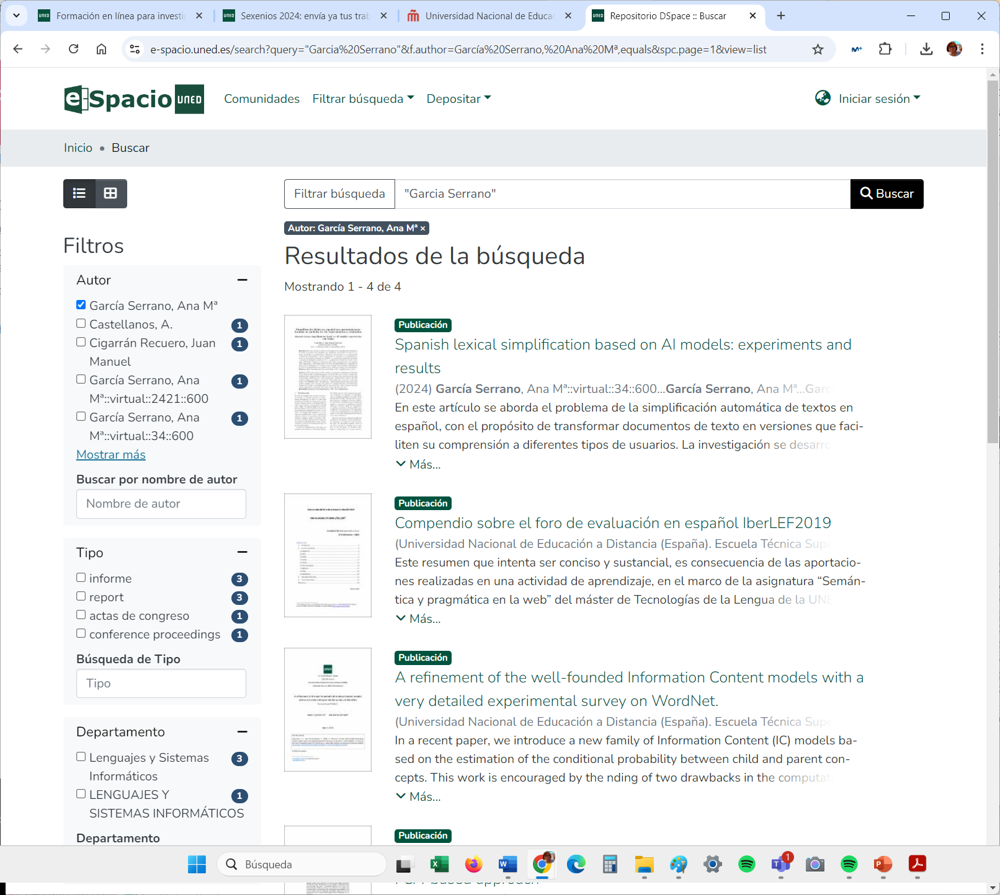 Formación en línea para investig
Sexenios 2024: envía ya tus trab
Universidad Nacional de Educac
Repositorio DSpace :: Buscar
e-spacio.uned.es/search?query="Garcia%20Serrano"&f.author=García%20Serrano,%20Ana%20Mª,equals&spc.page=1&view=list
e-Spacio UNED
Comunidades
Filtrar búsqueda
Depositar
Iniciar sesión
Inicio • Buscar
Filtrar búsqueda
"Garcia Serrano"
Buscar
Autor: García Serrano, Ana Mª ×
Filtros
Autor
García Serrano, Ana Mª
Castellanos, A. 1
Cigarrán Recuero, Juan 1
Manuel
García Serrano, Ana 1
Mª::virtual::2421::600
García Serrano, Ana 1
Mª::virtual::34::600
Mostrar más
Buscar por nombre de autor
Nombre de autor
Tipo
informe 3
report 3
actas de congreso 1
conference proceedings 1
Búsqueda de Tipo
Tipo
Departamento
Lenguajes y Sistemas 3
Informáticos
LENGUAJES Y 1
SISTEMAS INFORMÁTICOS
Departamento
Resultados de la búsqueda
Mostrando 1 - 4 de 4
Publicación
Spanish lexical simplification based on AI models: experiments and
results
(2024) García Serrano, Ana Mª::virtual::34::600...García Serrano, Ana Mª...Garc
En este artículo se aborda el problema de la simplificación automática de textos en
español, con el propósito de transformar documentos de texto en versiones que faci-
liten su comprensión a diferentes tipos de usuarios. La investigación se desarro
Más...
Publicación
Compendio sobre el foro de evaluación en español IberLEF2019
(Universidad Nacional de Educación a Distancia (España). Escuela Técnica Supe
Este resumen que intenta ser conciso y sustancial, es consecuencia de las aportacio-
nes realizadas en una actividad de aprendizaje, en el marco de la asignatura “Semán-
tica y pragmática en la web” del máster de Tecnologías de la Lengua de la UNE
Más...
Publicación
A refinement of the well-founded Information Content models with a
very detailed experimental survey on WordNet.
(Universidad Nacional de Educación a Distancia (España). Escuela Técnica Supe
In a recent paper, we introduce a new family of Information Content (IC) models ba-
sed on the estimation of the conditional probability between child and parent con-
cepts. This work is encouraged by the nding of two drawbacks in the computat
Más...
Publicación
Búsqueda
1